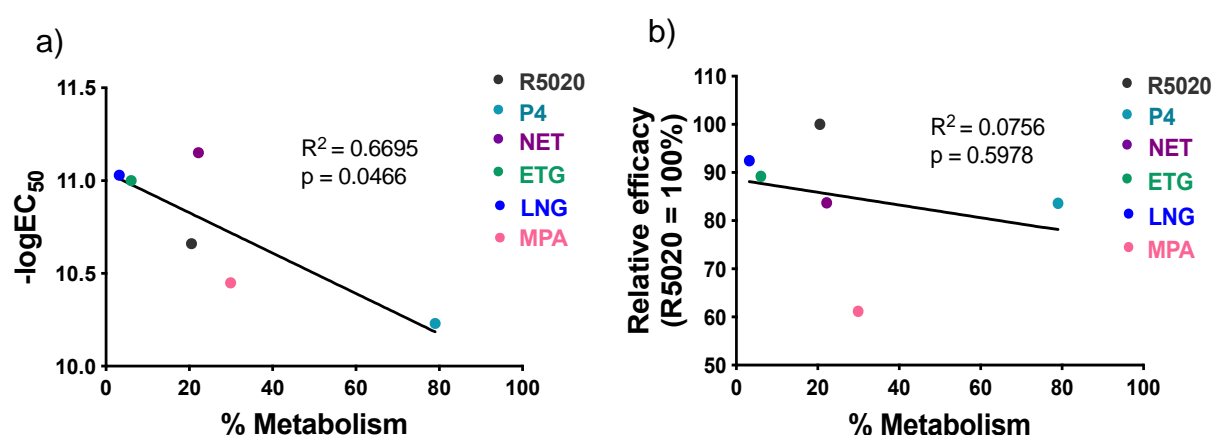 a)
-logEC50
11.5
11.0
10.5
10.0
0
20
40
60
80
100
% Metabolism
R² = 0.6695
p = 0.0466
R5020
P4
NET
ETG
LNG
MPA
b)
Relative efficacy
(R5020 = 100%)
110
100
90
80
70
60
50
0
20
40
60
80
100
% Metabolism
R² = 0.0756
p = 0.5978
R5020
P4
NET
ETG
LNG
MPA